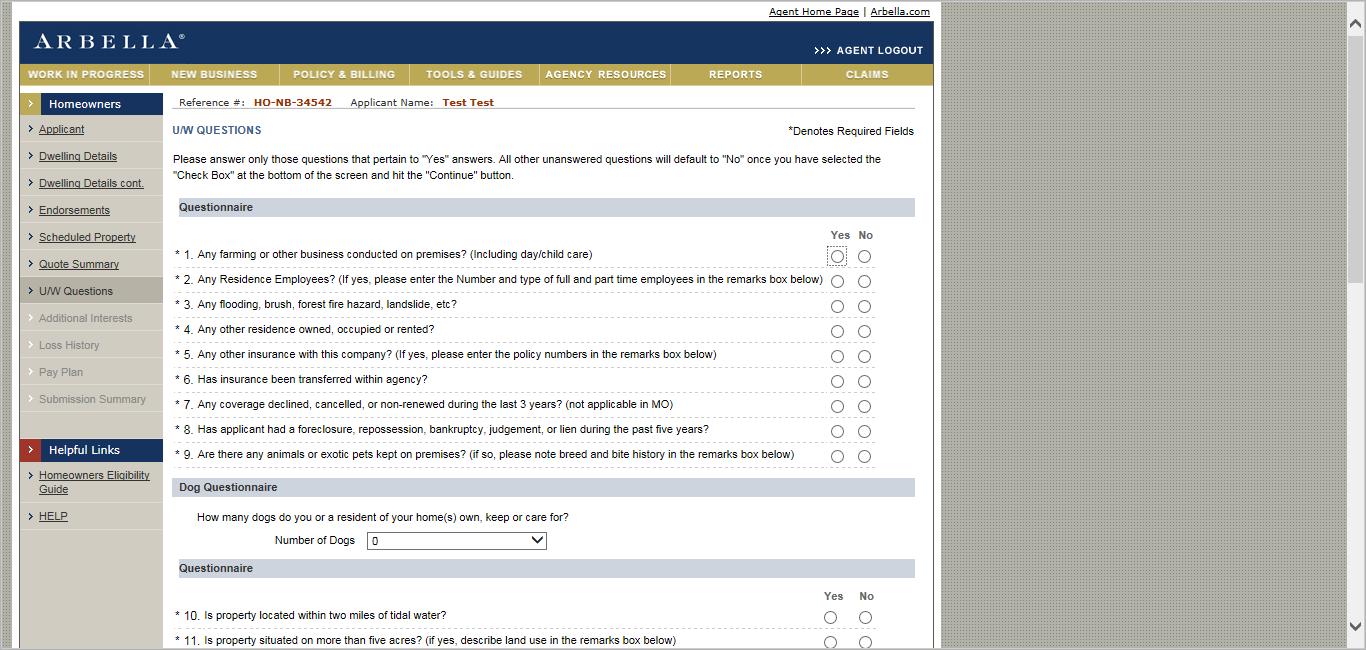 Agent Home Page | Arbella.com
ARBELLA®
>>> AGENT LOGOUT
WORK IN PROGRESS NEW BUSINESS POLICY & BILLING TOOLS & GUIDES AGENCY RESOURCES REPORTS CLAIMS
Homeowners
Applicant
Dwelling Details
Dwelling Details cont.
Endorsements
Scheduled Property
Quote Summary
U/W Questions
Additional Interests
Loss History
Pay Plan
Submission Summary
Helpful Links
Homeowners Eligibility
Guide
HELP
Reference #: HO-NB-34542 Applicant Name: Test Test
U/W QUESTIONS
*Denotes Required Fields
Please answer only those questions that pertain to "Yes" answers. All other unanswered questions will default to "No" once you have selected the
"Check Box" at the bottom of the screen and hit the "Continue" button.
Questionnaire
Yes No
* 1. Any farming or other business conducted on premises? (Including day/child care)
* 2. Any Residence Employees? (If yes, please enter the Number and type of full and part time employees in the remarks box below)
* 3. Any flooding, brush, forest fire hazard, landslide, etc?
* 4. Any other residence owned, occupied or rented?
* 5. Any other insurance with this company? (If yes, please enter the policy numbers in the remarks box below)
* 6. Has insurance been transferred within agency?
* 7. Any coverage declined, cancelled, or non-renewed during the last 3 years? (not applicable in MO)
* 8. Has applicant had a foreclosure, repossession, bankruptcy, judgement, or lien during the past five years?
* 9. Are there any animals or exotic pets kept on premises? (if so, please note breed and bite history in the remarks box below)
Dog Questionnaire
How many dogs do you or a resident of your home(s) own, keep or care for?
Number of Dogs 0
Questionnaire
Yes No
* 10. Is property located within two miles of tidal water?
* 11. Is property situated on more than five acres? (if yes, describe land use in the remarks box below)